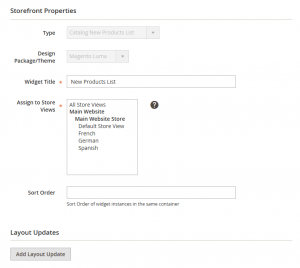 Storefront Properties
Type
Catalog New Products List
Design
Package/Theme
Magento Luma
Widget Title *
New Products List
Assign to Store
Views *
All Store Views
Main Website
Main Website Store
Default Store View
French
German
Spanish
?
Sort Order
Sort Order of widget instances in the same container
Layout Updates
Add Layout Update